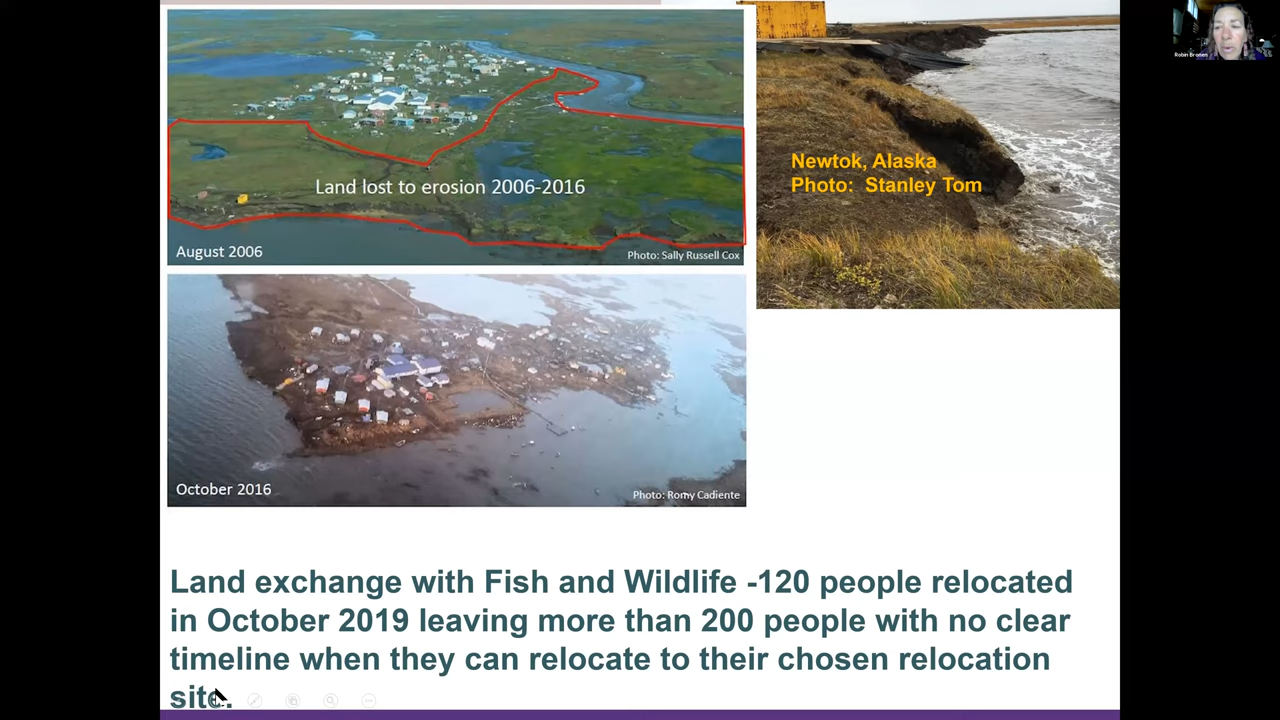 Land lost to erosion 2006-2016
August 2006
Photo: Sally Russell Cox
Newtok, Alaska
Photo: Stanley Tom
October 2016
Photo: Romy Cadiente
Land exchange with Fish and Wildlife -120 people relocated
in October 2019 leaving more than 200 people with no clear
timeline when they can relocate to their chosen relocation
site.
Robin Bronen